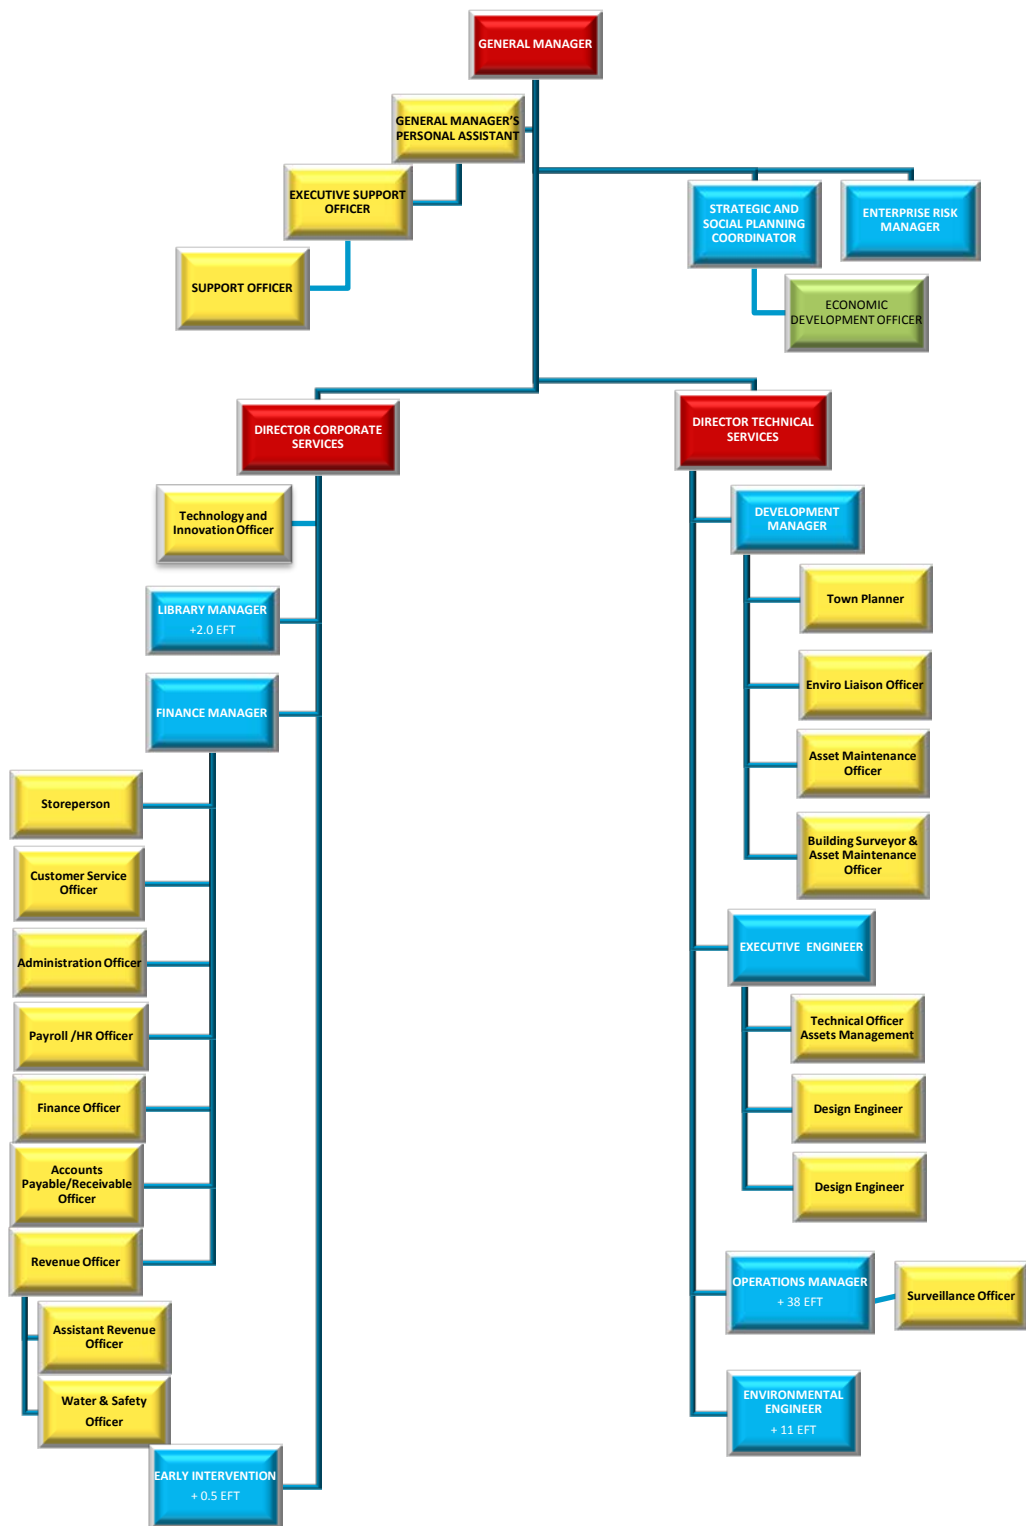 GENERAL MANAGER
GENERAL MANAGER'S
PERSONAL ASSISTANT
EXECUTIVE SUPPORT
OFFICER
SUPPORT OFFICER
STRATEGIC AND
SOCIAL PLANNING
COORDINATOR
ENTERPRISE RISK
MANAGER
ECONOMIC
DEVELOPMENT OFFICER
DIRECTOR CORPORATE
SERVICES
Technology and
Innovation Officer
LIBRARY MANAGER
+2.0 EFT
FINANCE MANAGER
Storeperson
Customer Service
Officer
Administration Officer
Payroll /HR Officer
Finance Officer
Accounts
Payable/Receivable
Officer
Revenue Officer
Assistant Revenue
Officer
Water & Safety
Officer
EARLY INTERVENTION
+ 0.5 EFT
DIRECTOR TECHNICAL
SERVICES
DEVELOPMENT
MANAGER
Town Planner
Enviro Liaison Officer
Asset Maintenance
Officer
Building Surveyor &
Asset Maintenance
Officer
EXECUTIVE ENGINEER
Technical Officer
Assets Management
Design Engineer
Design Engineer
OPERATIONS MANAGER
+ 38 EFT
Surveillance Officer
ENVIRONMENTAL
ENGINEER
+ 11 EFT